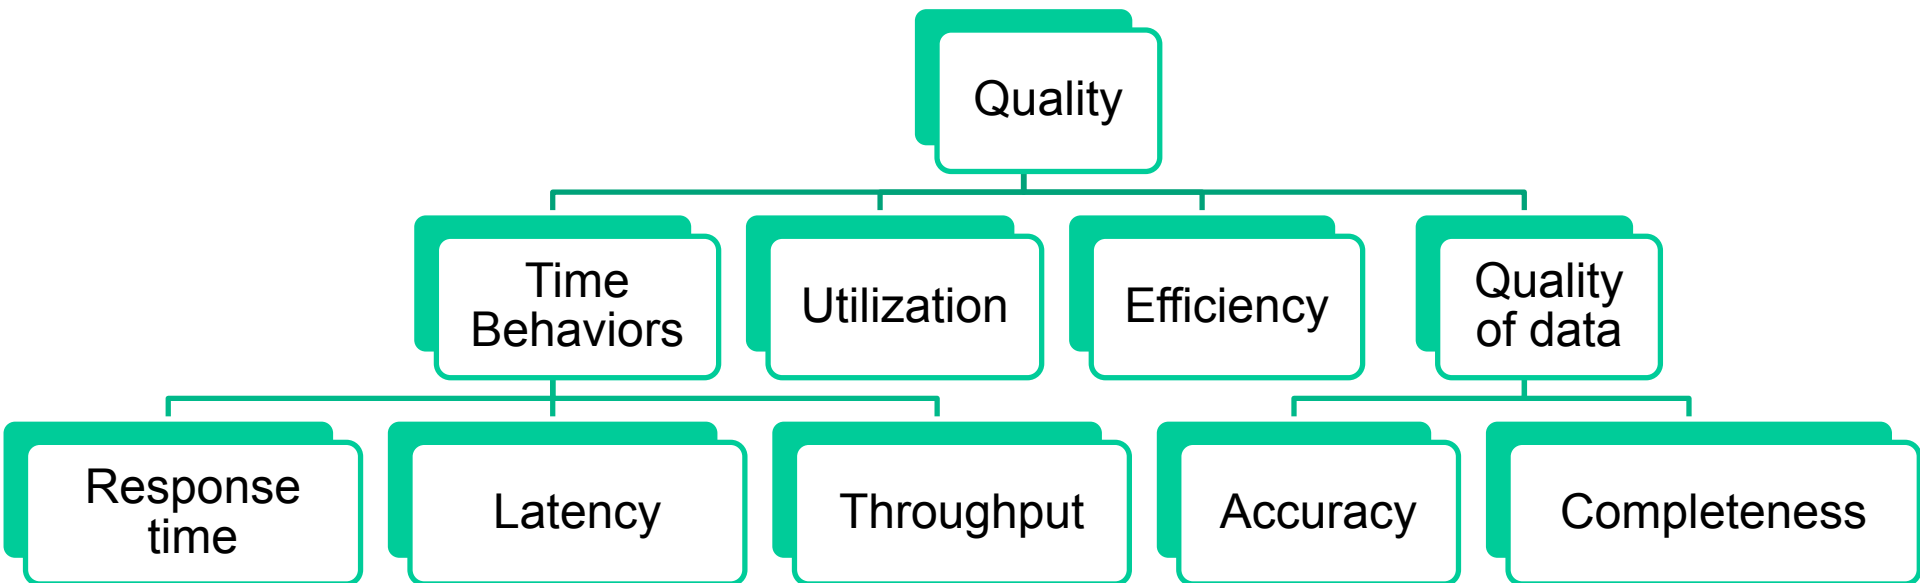 Quality
Time
Behaviors
Utilization
Efficiency
Quality
of data
Response
time
Latency
Throughput
Accuracy
Completeness